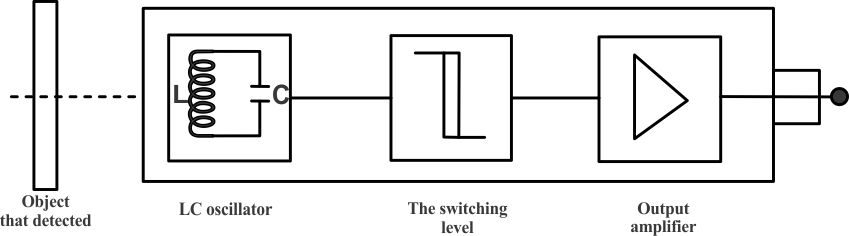 L
C
Object
that detected
LC oscillator
The switching
level
Output
amplifier